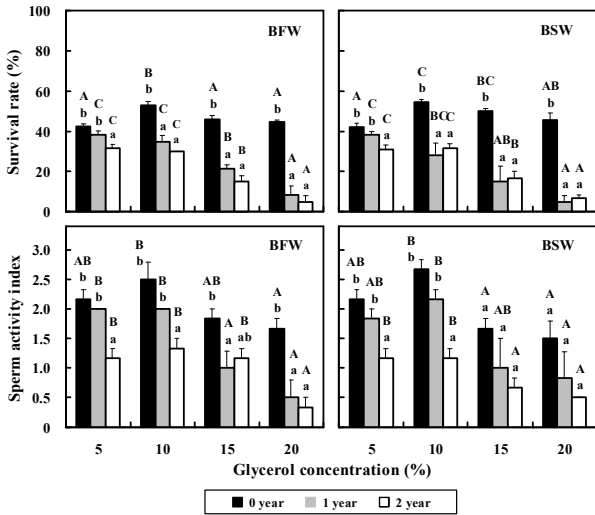 BFW
BSW
Survival rate (%)
100
80
60
40
20
0
A C C
b b a
B C C
b a a
A B A
b a a
A A A
b a a
A C C
b b a
C BC C
b a a
BC AB B
b a a
AB A A
b a a
BFW
BSW
Sperm activity index
3.0
2.5
2.0
1.5
1.0
0.5
0.0
AB B B
b b a
B B B
b b a
AB A B
b a ab
A A A
b a a
AB AB B
b b a
B B B
b b a
A AB A
a a a
A A A
a a a
5 10 15 20
5 10 15 20
Glycerol concentration (%)
0 year 1 year 2 year